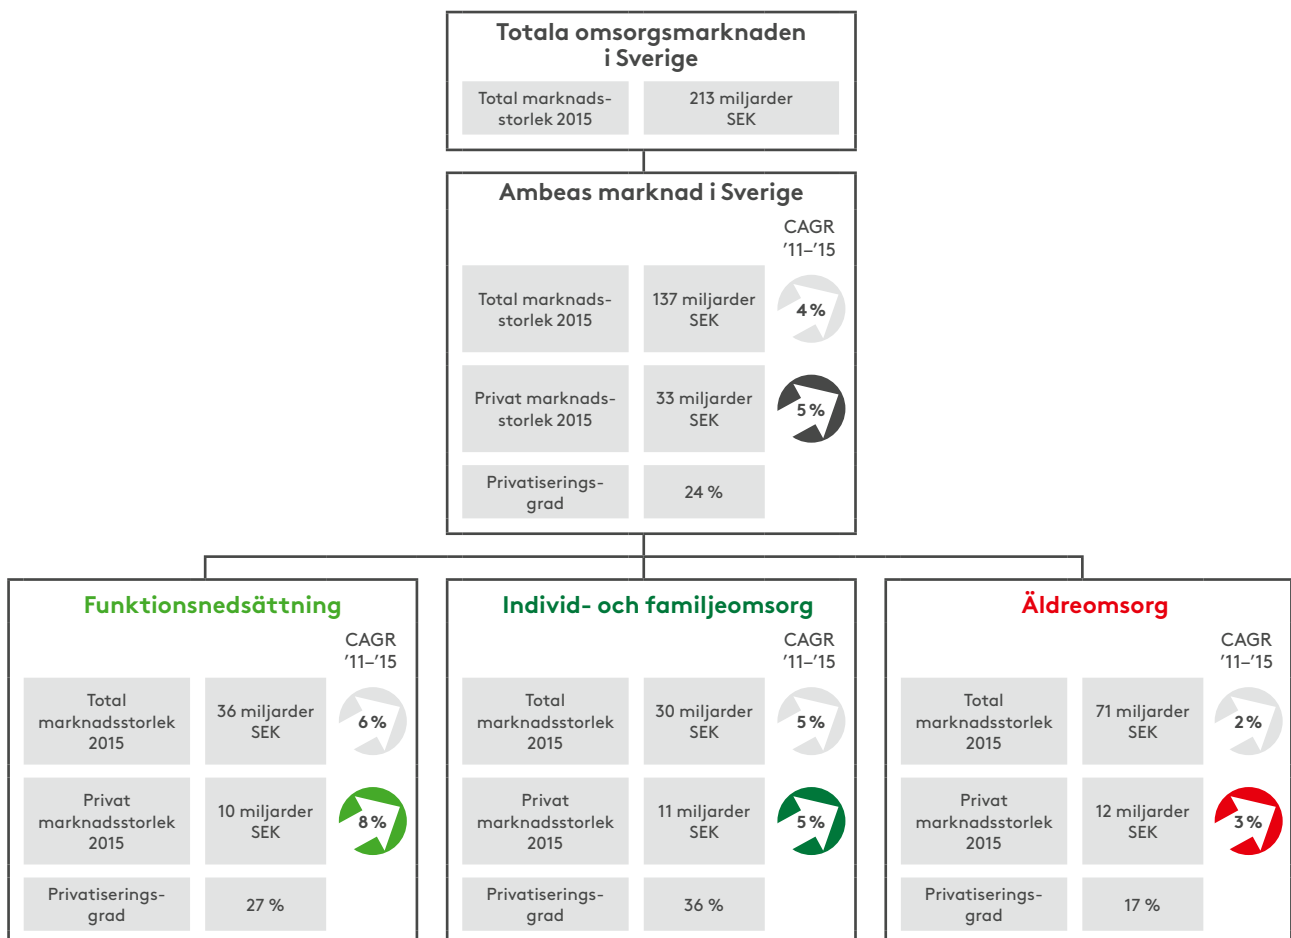 Totala omsorgsmarknaden
i Sverige
Total marknads-
storlek 2015
213 miljarder
SEK
Ambeas marknad i Sverige
CAGR
’11–’15
Total marknads-
storlek 2015
137 miljarder
SEK
4 %
Privat marknads-
storlek 2015
33 miljarder
SEK
5 %
Privatiserings-
grad
24 %
Funktionsnedsättning
CAGR
’11–’15
Total
marknadsstorlek
2015
36 miljarder
SEK
6 %
Privat
marknadsstorlek
2015
10 miljarder
SEK
8 %
Privatiserings-
grad
27 %
Individ- och familjeomsorg
CAGR
’11–’15
Total
marknadsstorlek
2015
30 miljarder
SEK
5 %
Privat
marknadsstorlek
2015
11 miljarder
SEK
5 %
Privatiserings-
grad
36 %
Äldreomsorg
CAGR
’11–’15
Total
marknadsstorlek
2015
71 miljarder
SEK
2 %
Privat
marknadsstorlek
2015
12 miljarder
SEK
3 %
Privatiserings-
grad
17 %